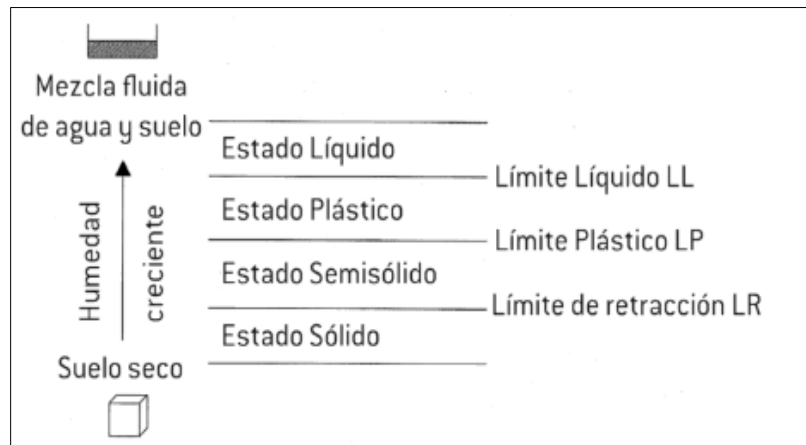 Mezcla fluida
de agua y suelo
Estado Líquido
Límite Líquido LL
Estado Plástico
Límite Plástico LP
Humedad
creciente
Estado Semisólido
Límite de retracción LR
Estado Sólido
Suelo seco